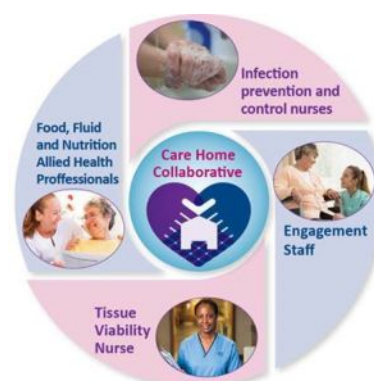 Infection
prevention and
control nurses
Food, Fluid
and Nutrition
Allied Health
Proffessionals
Care Home
Collaborative
Engagement
Staff
Tissue
Viability
Nurse